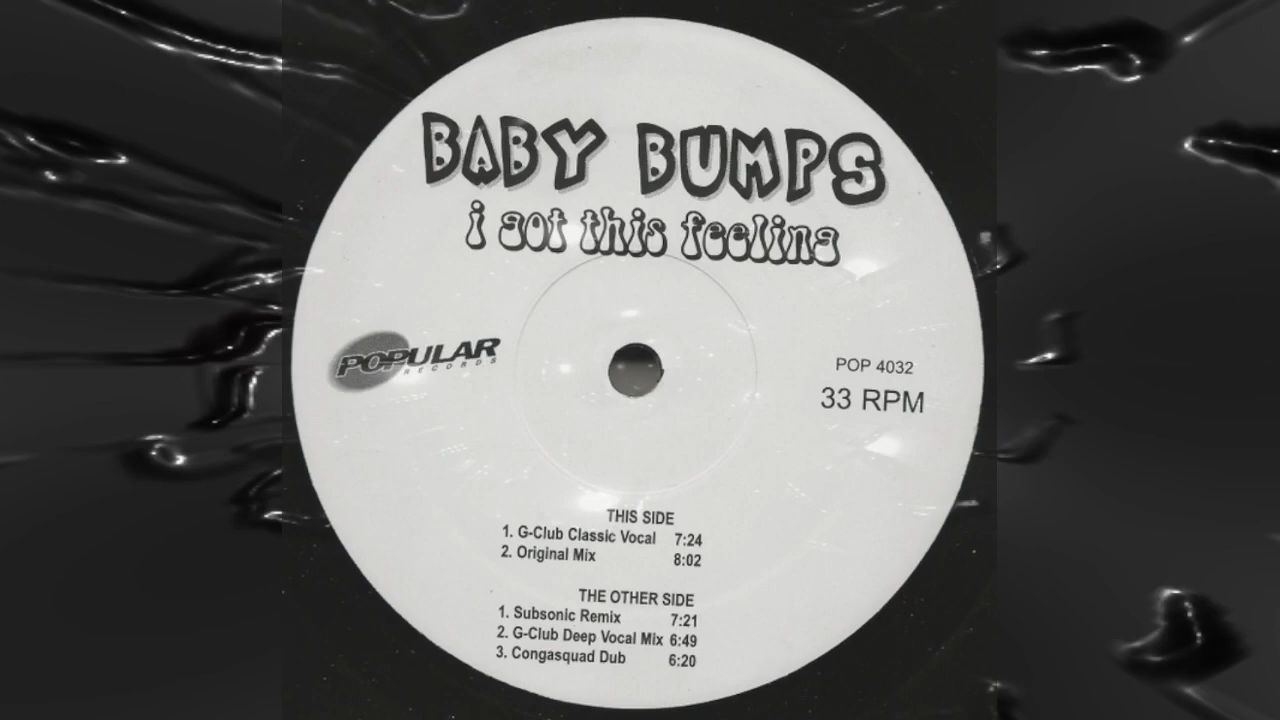 BABY BUMPS
i got this feeling
POPULAR
RECORDS
POP 4032
33 RPM
THIS SIDE
1. G-Club Classic Vocal 7:24
2. Original Mix 8:02
THE OTHER SIDE
1. Subsonic Remix 7:21
2. G-Club Deep Vocal Mix 6:49
3. Congasquad Dub 6:20